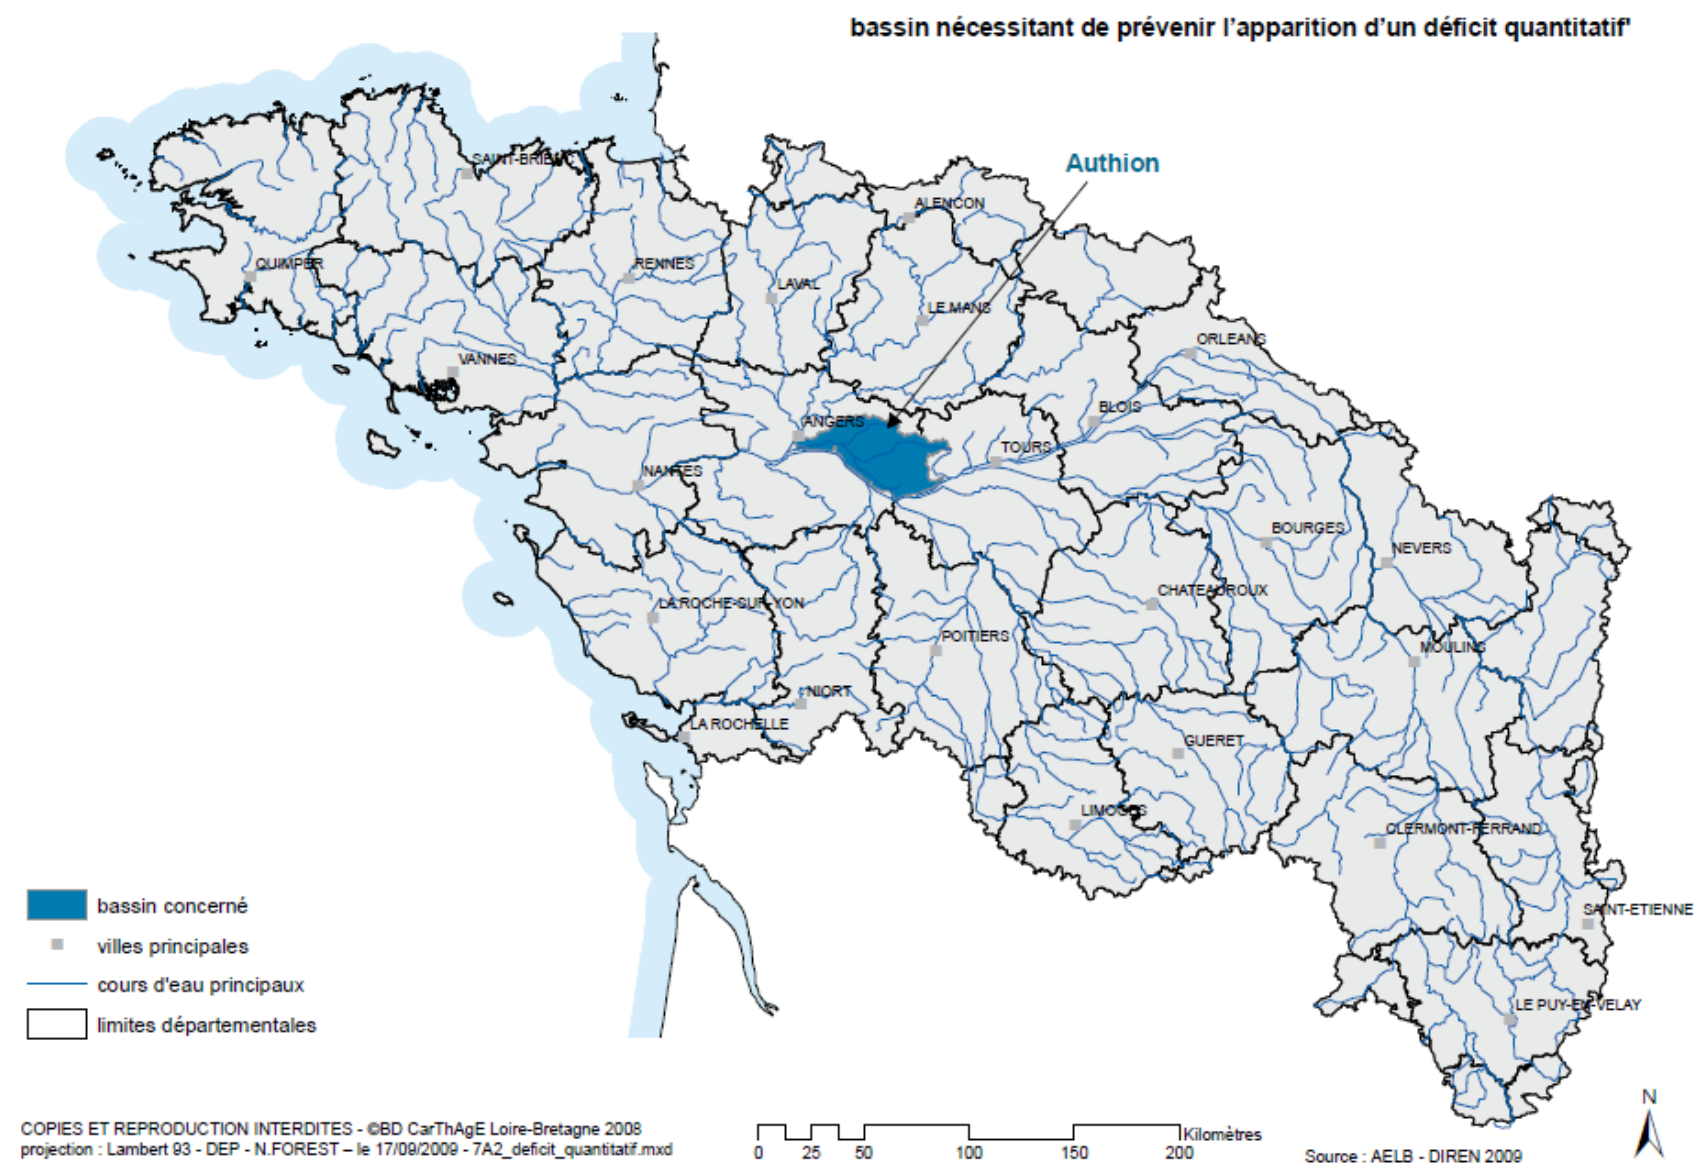 bassin nécessitant de prévenir l'apparition d'un déficit quantitatif'
Authion
SAINT-BRIEUC
ALENCON
QUIMPER
RENNES
LAVAL
LE MANS
ORLEANS
VANNES
BLOIS
ANGERS
TOURS
NANTES
BOURGES
NEVERS
CHATEAUROUX
LA ROCHE-SUR-YON
POITIERS
MOULINS
NIORT
LA ROCHELLE
GUERET
LIMOGES
CLERMONT-FERRAND
SAINT-ETIENNE
LE PUY-EN-VELAY
bassin concerné
villes principales
cours d'eau principaux
limites départementales
N
COPIES ET REPRODUCTION INTERDITES - ©BD CarThAgE Loire-Bretagne 2008
projection : Lambert 93 - DEP - N.FOREST – le 17/09/2009 - 7A2_deficit_quantitatif.mxd
Kilomètres
0 25 50 100 150 200
Source : AELB - DIREN 2009